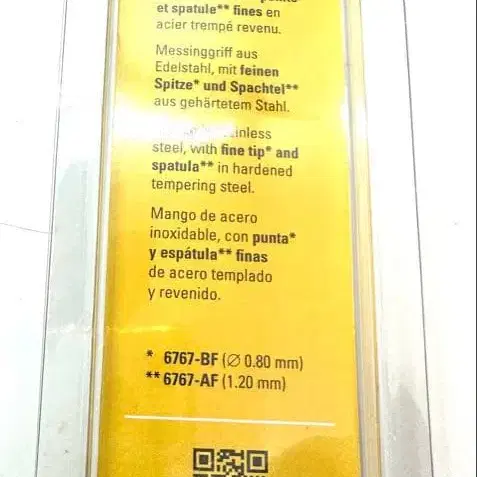 et spatule** fines en
acier trempé revenu.
Messinggriff aus
Edelstahl, mit feinen
Spitze* und Spachtel**
aus gehärtetem Stahl.
steel, with fine tip* and
spatula** in hardened
tempering steel.
Mango de acero
inoxidable, con punta*
y espátula** finas
de acero templado
y revenido.
* 6767-BF (∅ 0.80 mm)
** 6767-AF (1.20 mm)